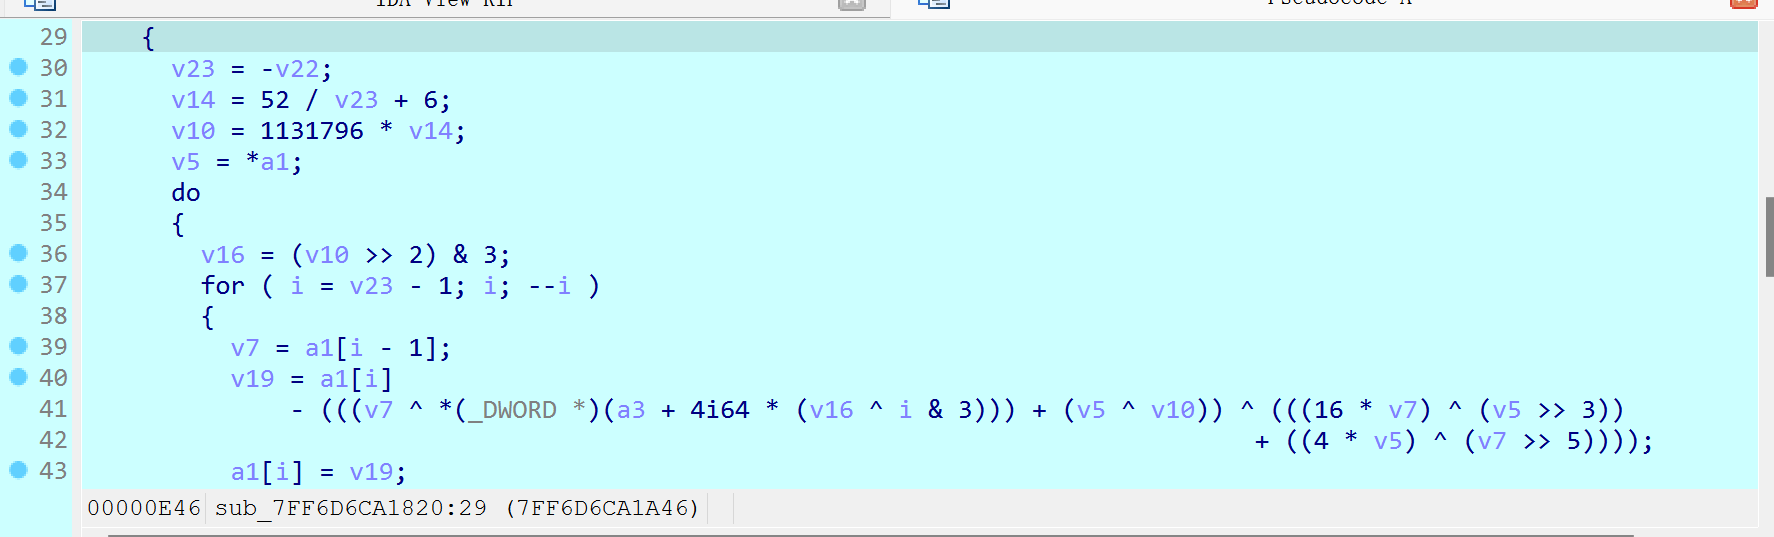 IDA View-RIP
Pseudocode-A
29 {
30 v23 = -v22;
31 v14 = 52 / v23 + 6;
32 v10 = 1131796 * v14;
33 v5 = *a1;
34 do
35 {
36 v16 = (v10 >> 2) & 3;
37 for ( i = v23 - 1; i; --i )
38 {
39 v7 = a1[i - 1];
40 v19 = a1[i]
41 - (((v7 ^ *(_DWORD *)(a3 + 4i64 * (v16 ^ i & 3))) + (v5 ^ v10)) ^ (((16 * v7) ^ (v5 >> 3))
42 + ((4 * v5) ^ (v7 >> 5))));
43 a1[i] = v19;
00000E46 sub_7FF6D6CA1820:29 (7FF6D6CA1A46)